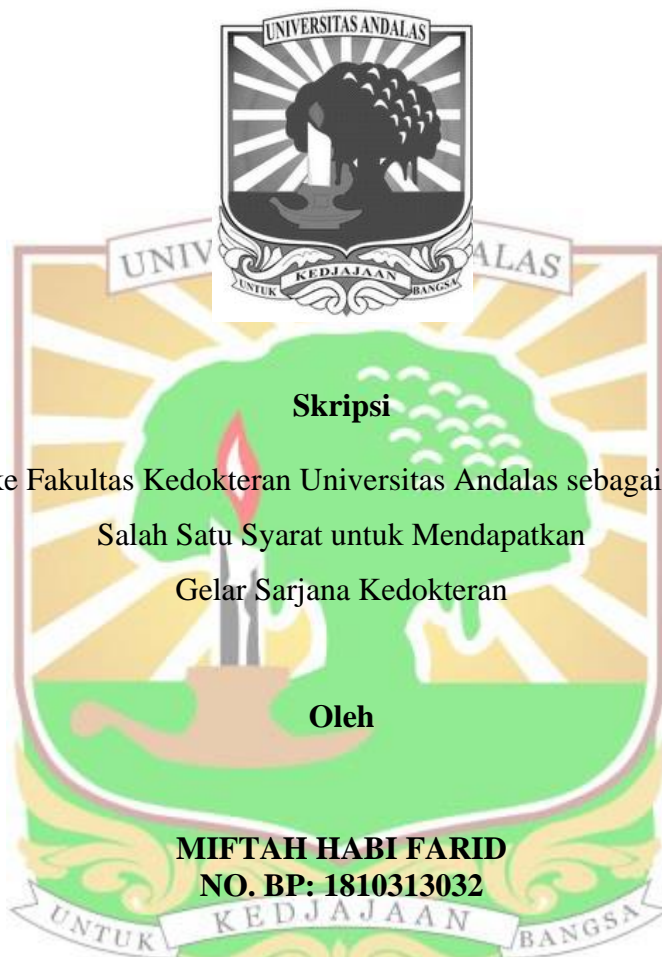 UNIVERSITAS ANDALAS
UNTUK KEDJAJAAN BANGSA
UNIV ALAS
Skripsi
ke Fakultas Kedokteran Universitas Andalas sebagai
Salah Satu Syarat untuk Mendapatkan
Gelar Sarjana Kedokteran
Oleh
MIFTAH HABI FARID
NO. BP: 1810313032
UNTUK KEDJAJAAN BANGSA